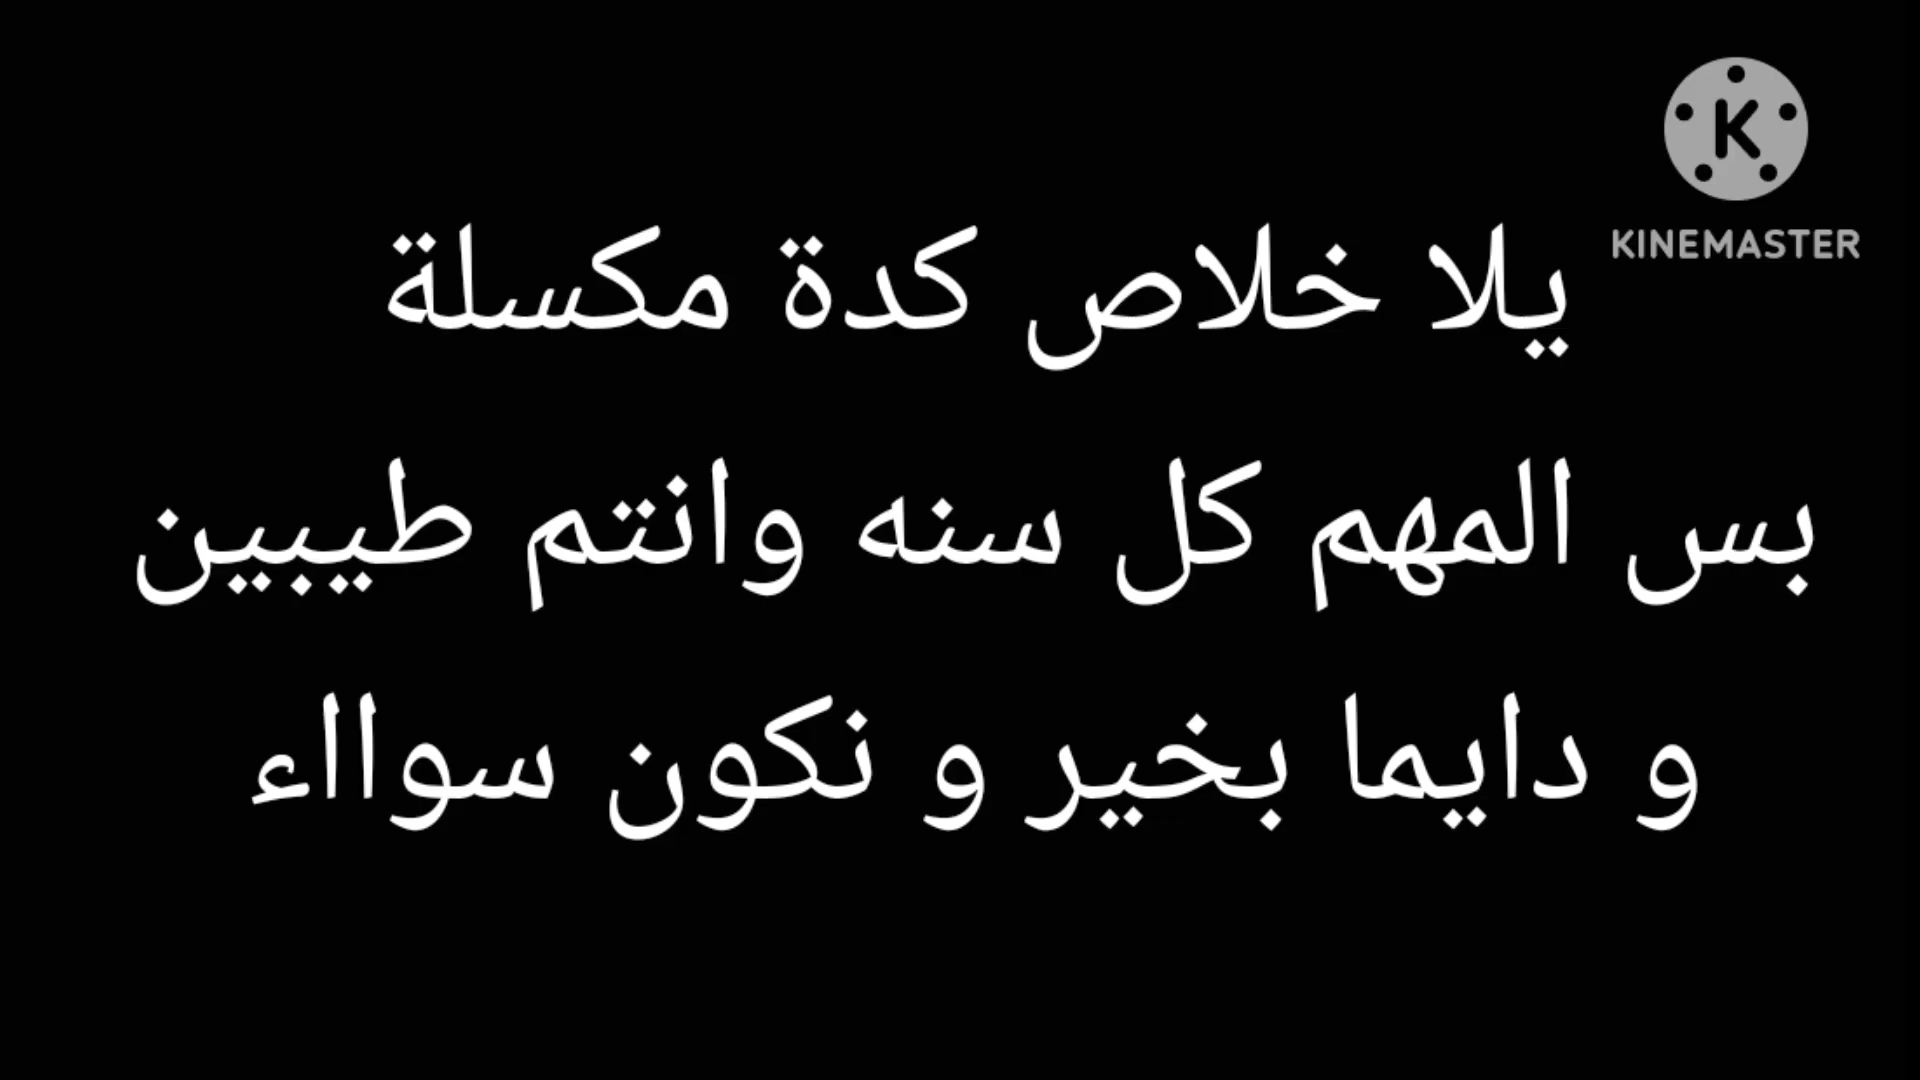 KINEMASTER
يلا خلاص كدة مكسلة
بس المهم كل سنه وانتم طيبين
و دايما بخير و نكون سوااء